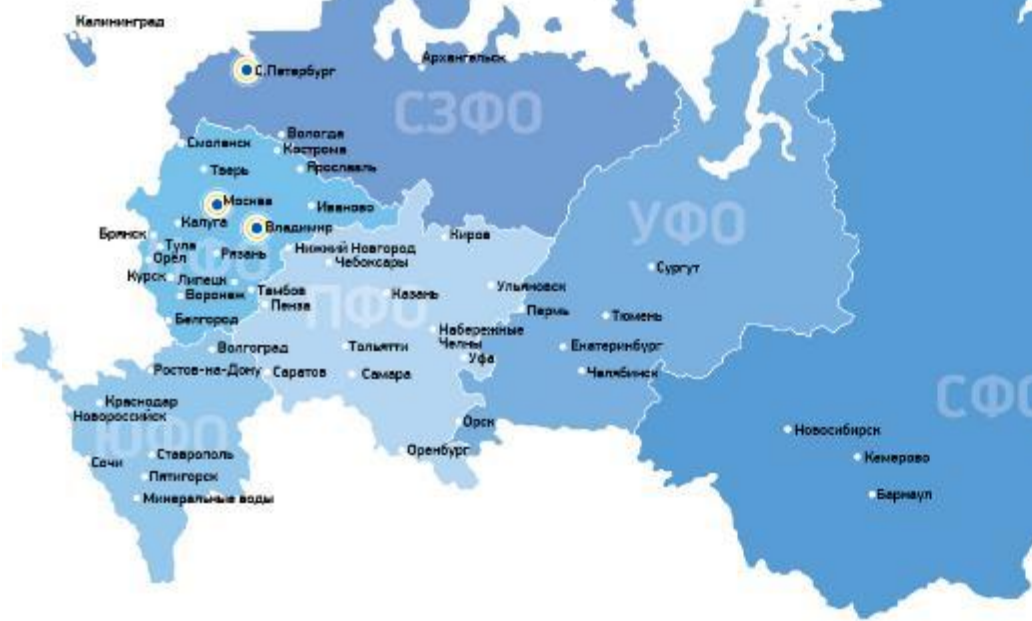 Калининград
Архангельск
С.Петербург
СЗФО
Вологда
Смоленск
Кострома
Тверь
Ярославль
Москва
Иваново
УФО
Калуга
Владимир
Брянск
Киров
Тула
Нижний Новгород
Орёл
Рязань
Чебоксары
Сургут
Курск
Липецк
Ульяновск
Тамбов
Воронеж
Казань
Пенза
ПФО
Пермь
Тюмень
Белгород
Набережные
Челны
Волгоград
Тольятти
Екатеринбург
Уфа
Ростов-на-Дону
Саратов
Самара
Челябинск
СФО
Краснодар
Новороссийск
Орск
Новосибирск
ЮФО
Оренбург
Ставрополь
Сочи
Кемерово
Пятигорск
Барнаул
Минеральные воды